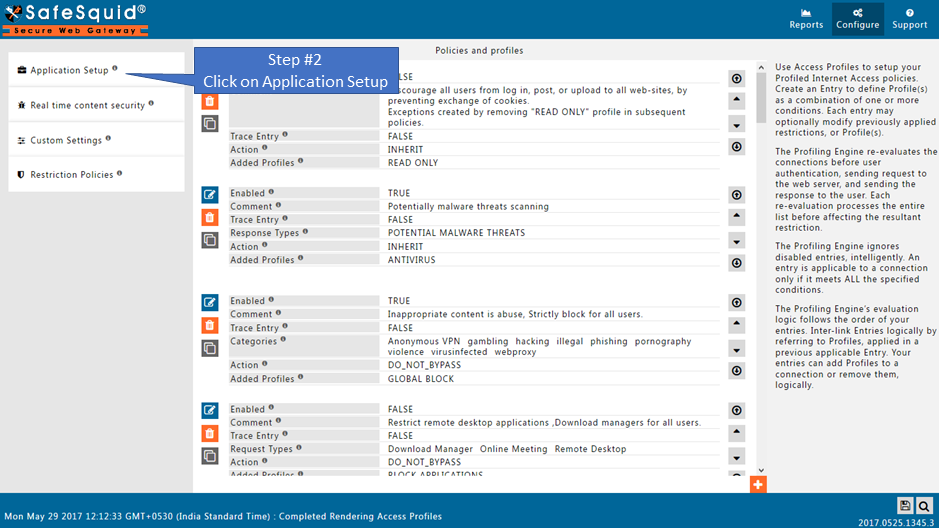 SafeSquid®
Secure Web Gateway
Reports
Configure
Support
Application Setup
Real time content security
Custom Settings
Restriction Policies
Step #2
Click on Application Setup
Policies and profiles
LSE
iscourage all users from log in, post, or upload to all web-sites, by
preventing exchange of cookies.
Exceptions created by removing "READ ONLY" profile in subsequent
policies.
Trace Entry FALSE
Action INHERIT
Added Profiles READ ONLY
Enabled TRUE
Comment Potentially malware threats scanning
Trace Entry FALSE
Response Types POTENTIAL MALWARE THREATS
Action INHERIT
Added Profiles ANTIVIRUS
Enabled TRUE
Comment Inappropriate content is abuse, Strictly block for all users.
Trace Entry FALSE
Categories Anonymous VPN gambling hacking illegal phishing pornography
violence virusinfected webproxy
Action DO_NOT_BYPASS
Added Profiles GLOBAL BLOCK
Enabled FALSE
Comment Restrict remote desktop applications ,Download managers for all users.
Trace Entry FALSE
Request Types Download Manager Online Meeting Remote Desktop
Action DO_NOT_BYPASS
Added Profiles BLOCK APPLICATIONS
Use Access Profiles to setup your
Profiled Internet Access policies.
Create an Entry to define Profile(s)
as a combination of one or more
conditions. Each entry may
optionally modify previously applied
restrictions, or Profile(s).
The Profiling Engine re-evaluates the
connections before user
authentication, sending request to
the web server, and sending the
response to the user. Each
re-evaluation processes the entire
list before affecting the resultant
restriction.
The Profiling Engine ignores
disabled entries, intelligently. An
entry is applicable to a connection
only if it meets ALL the specified
conditions.
The Profiling Engine's evaluation
logic follows the order of your
entries. Inter-link Entries logically by
referring to Profiles, applied in a
previous applicable Entry. Your
entries can add Profiles to a
connection or remove them,
logically.
Mon May 29 2017 12:12:33 GMT+0530 (India Standard Time) : Completed Rendering Access Profiles
2017.0525.1345.3